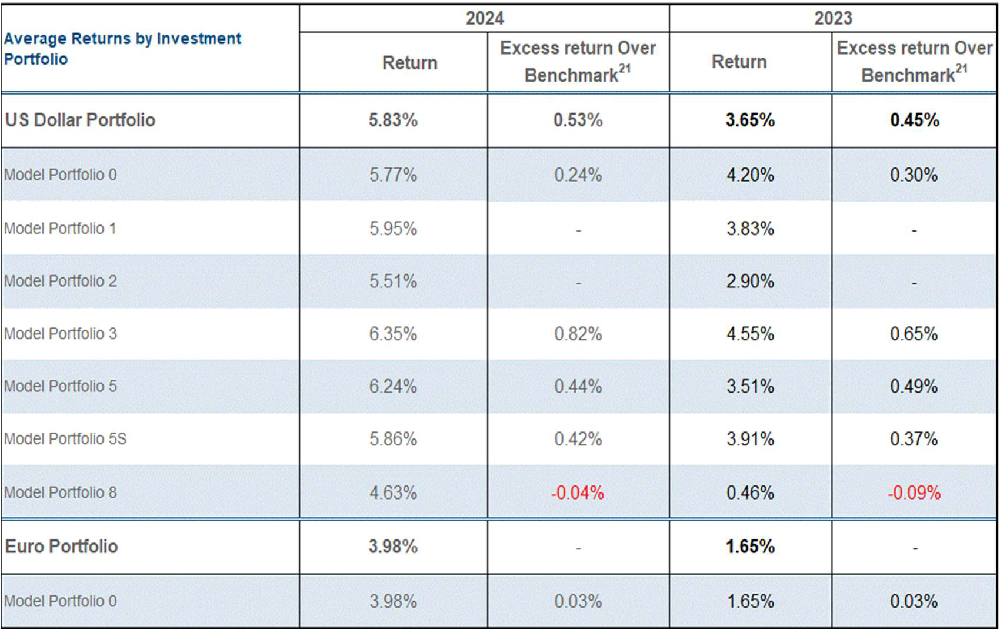 Average Returns by Investment Portfolio 2024 2023
Return Excess return Over Benchmark21 Return Excess return Over Benchmark21
US Dollar Portfolio 5.83% 0.53% 3.65% 0.45%
Model Portfolio 0 5.77% 0.24% 4.20% 0.30%
Model Portfolio 1 5.95% - 3.83% -
Model Portfolio 2 5.51% - 2.90% -
Model Portfolio 3 6.35% 0.82% 4.55% 0.65%
Model Portfolio 5 6.24% 0.44% 3.51% 0.49%
Model Portfolio 5S 5.86% 0.42% 3.91% 0.37%
Model Portfolio 8 4.63% -0.04% 0.46% -0.09%
Euro Portfolio 3.98% - 1.65% -
Model Portfolio 0 3.98% 0.03% 1.65% 0.03%